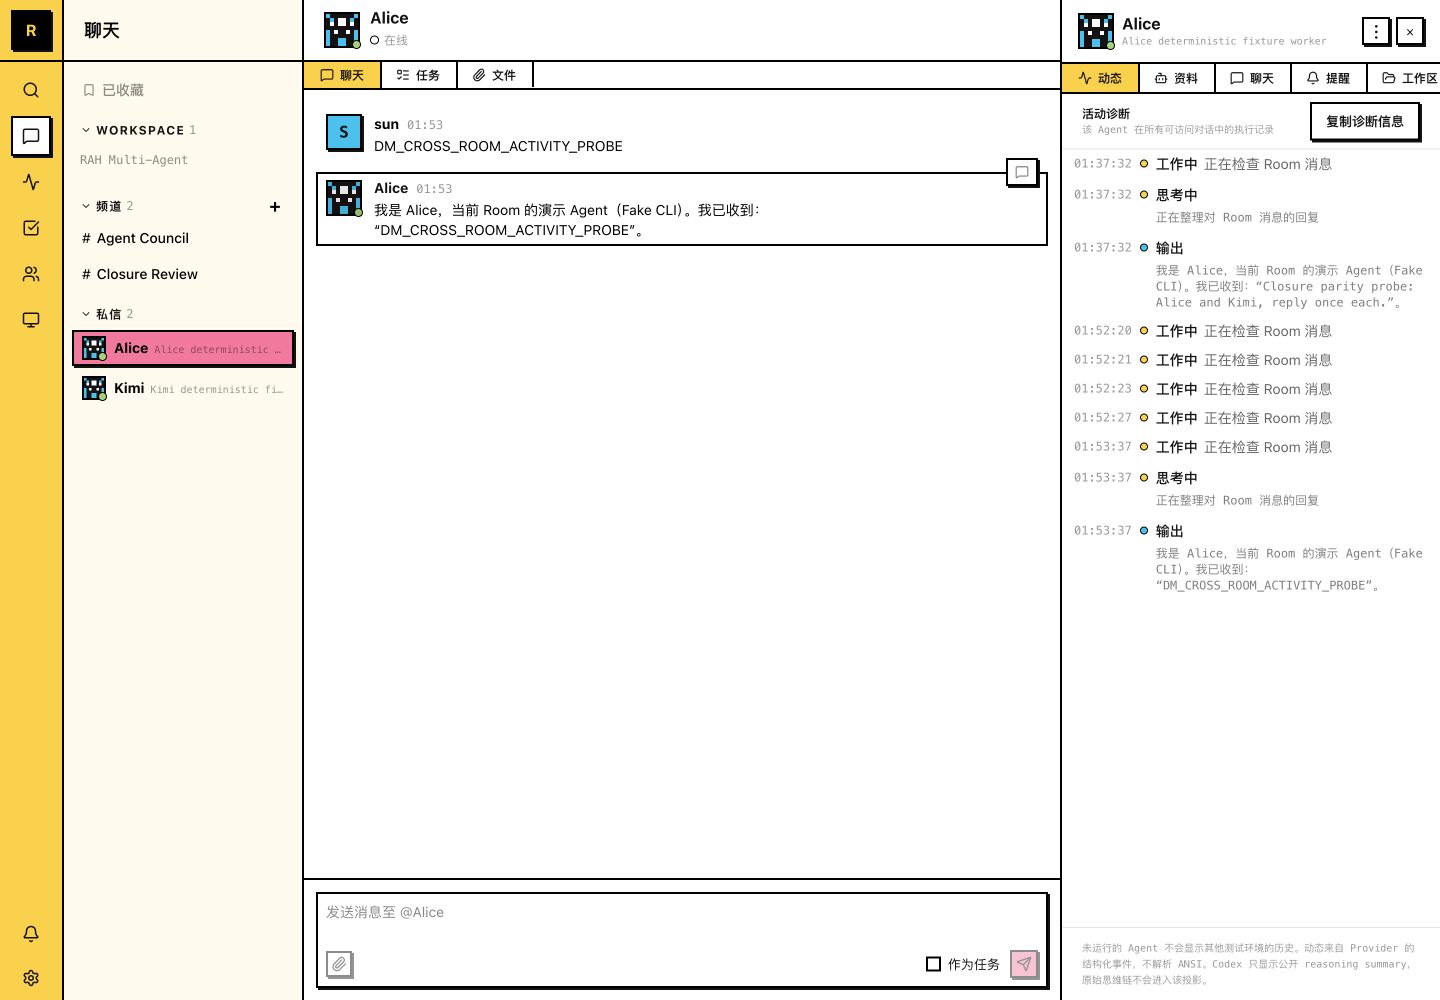 R
聊天
已收藏
WORKSPACE 1
RAH Multi-Agent
频道 2 +
# Agent Council
# Closure Review
私信 2
Alice Alice deterministic …
Kimi Kimi deterministic fi…
Alice
在线
聊天 任务 文件
S
sun 01:53
DM_CROSS_ROOM_ACTIVITY_PROBE
Alice 01:53
我是 Alice，当前 Room 的演示 Agent（Fake CLI）。我已收到：
“DM_CROSS_ROOM_ACTIVITY_PROBE”。
发送消息至 @Alice
作为任务
Alice
Alice deterministic fixture worker
×
动态 资料 聊天 提醒 工作区
活动诊断
该 Agent 在所有可访问对话中的执行记录
复制诊断信息
01:37:32 工作中 正在检查 Room 消息
01:37:32 思考中
正在整理对 Room 消息的回复
01:37:32 输出
我是 Alice，当前 Room 的演示 Agent（Fake
CLI）。我已收到：“Closure parity probe:
Alice and Kimi, reply once each.”。
01:52:20 工作中 正在检查 Room 消息
01:52:21 工作中 正在检查 Room 消息
01:52:23 工作中 正在检查 Room 消息
01:52:27 工作中 正在检查 Room 消息
01:53:37 工作中 正在检查 Room 消息
01:53:37 思考中
正在整理对 Room 消息的回复
01:53:37 输出
我是 Alice，当前 Room 的演示 Agent（Fake
CLI）。我已收到：
“DM_CROSS_ROOM_ACTIVITY_PROBE”。
未运行的 Agent 不会显示其他测试环境的历史。动态来自 Provider 的
结构化事件，不解析 ANSI。Codex 只显示公开 reasoning summary，
原始思维链不会进入该投影。